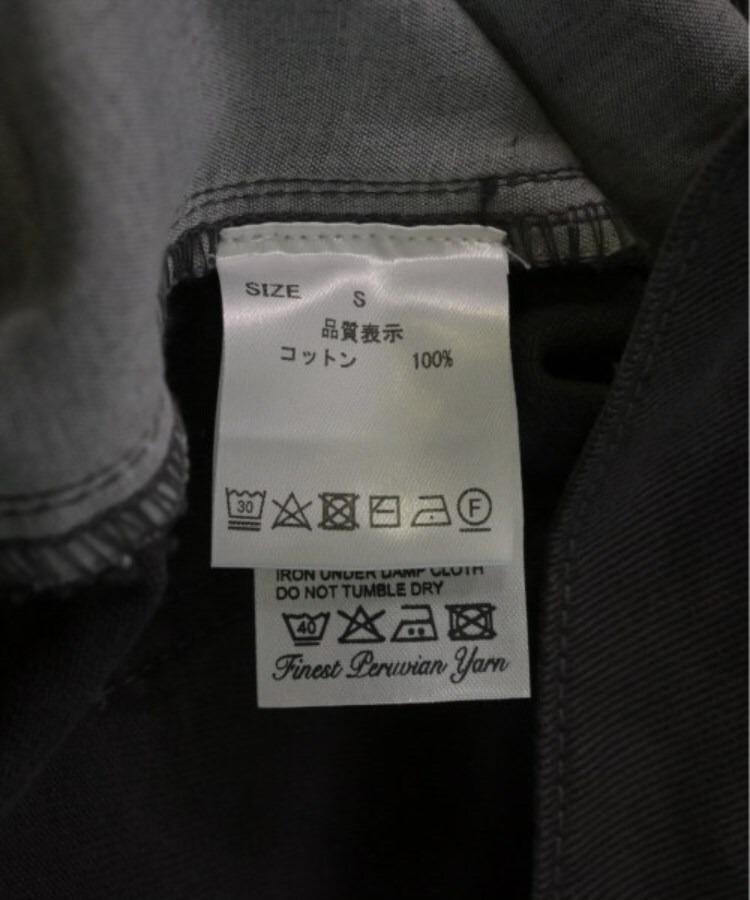 SIZE S
品質表示
コットン 100%
30 F
IRON UNDER DAMP CLOTH
DO NOT TUMBLE DRY
40
Finest Peruvian Yarn